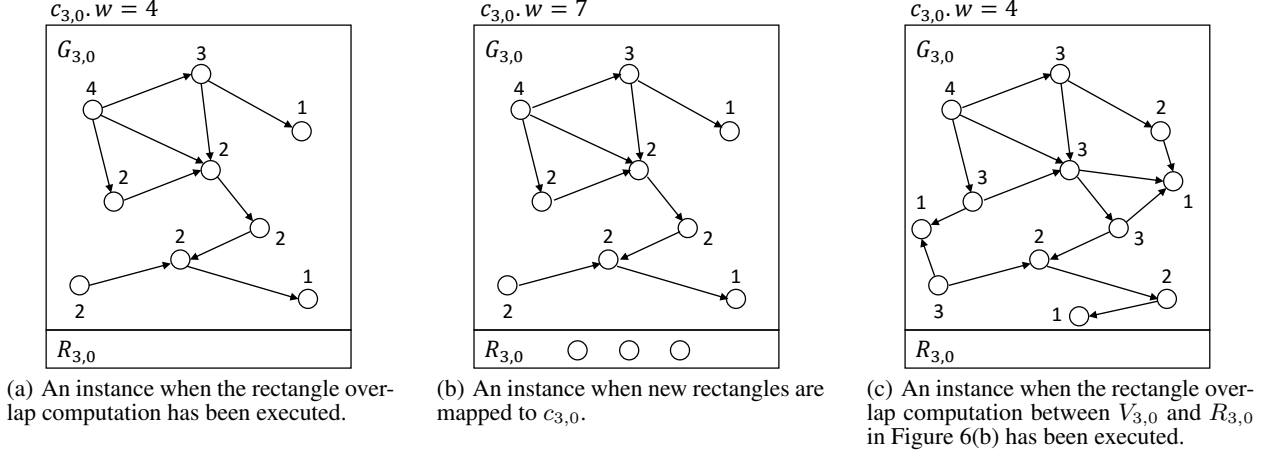 c₃,₀.w = 4
G₃,₀
3
4
1
2
2
2
2
2
1
R₃,₀
(a) An instance when the rectangle over-
lap computation has been executed.
c₃,₀.w = 7
G₃,₀
3
4
1
2
2
2
2
2
1
R₃,₀
(b) An instance when new rectangles are
mapped to c₃,₀.
c₃,₀.w = 4
G₃,₀
3
4
2
3
3
1
1
3
2
2
3
1
R₃,₀
(c) An instance when the rectangle over-
lap computation between V₃,₀ and R₃,₀
in Figure 6(b) has been executed.